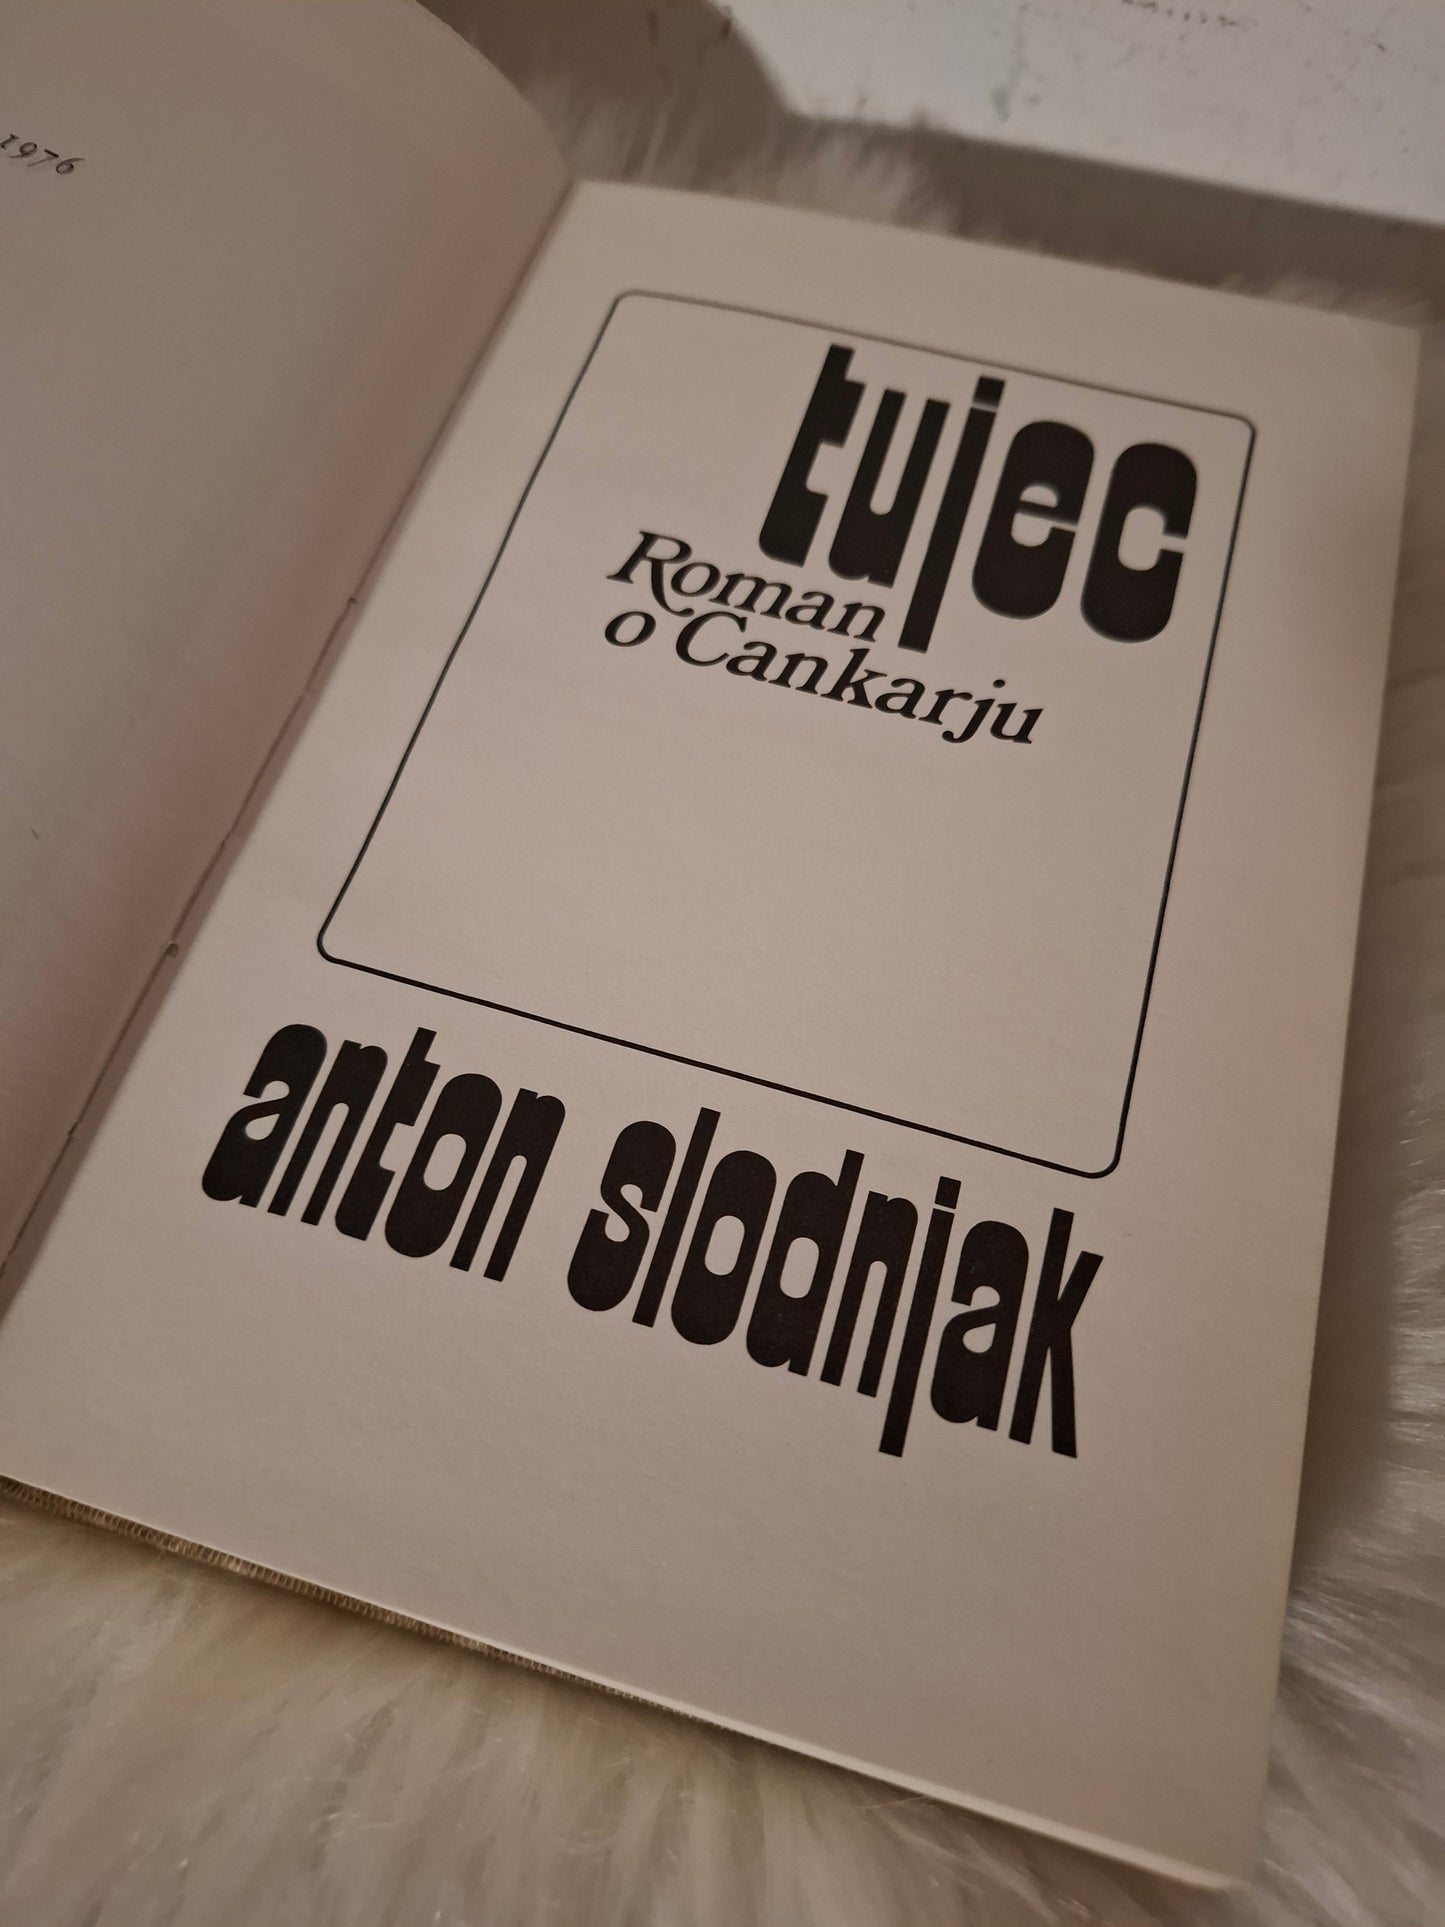 1976
tujec
Roman
o Cankarju
anton slodnjak